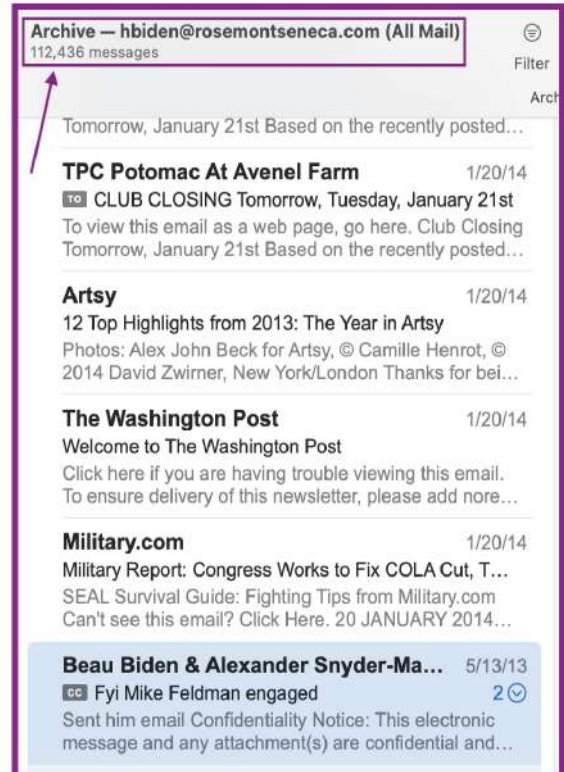 Archive — hbiden@rosemontseneca.com (All Mail)
112,436 messages
Filter
Arch
Tomorrow, January 21st Based on the recently posted…
TPC Potomac At Avenel Farm 1/20/14
TO CLUB CLOSING Tomorrow, Tuesday, January 21st
To view this email as a web page, go here. Club Closing
Tomorrow, January 21st Based on the recently posted…
Artsy 1/20/14
12 Top Highlights from 2013: The Year in Artsy
Photos: Alex John Beck for Artsy, © Camille Henrot, ©
2014 David Zwirner, New York/London Thanks for bei…
The Washington Post 1/20/14
Welcome to The Washington Post
Click here if you are having trouble viewing this email.
To ensure delivery of this newsletter, please add nore…
Military.com 1/20/14
Military Report: Congress Works to Fix COLA Cut, T…
SEAL Survival Guide: Fighting Tips from Military.com
Can't see this email? Click Here. 20 JANUARY 2014…
Beau Biden & Alexander Snyder-Ma… 5/13/13
CC Fyi Mike Feldman engaged 2
Sent him email Confidentiality Notice: This electronic
message and any attachment(s) are confidential and…